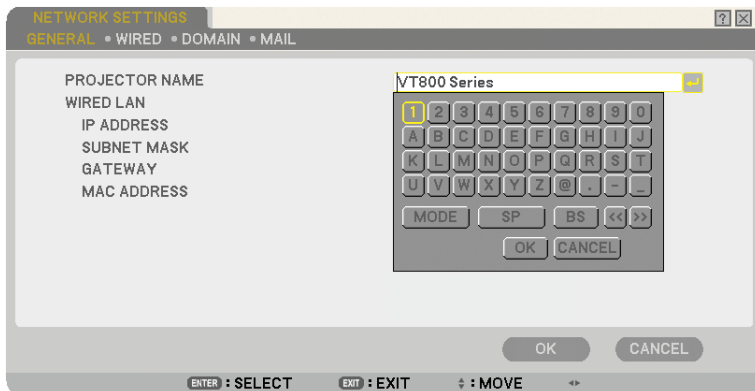 NETWORK SETTINGS ? X
GENERAL • WIRED • DOMAIN • MAIL
PROJECTOR NAME VT800 Series
WIRED LAN
IP ADDRESS
SUBNET MASK
GATEWAY
MAC ADDRESS
1 2 3 4 5 6 7 8 9 0
A B C D E F G H I J
K L M N O P Q R S T
U V W X Y Z @ . - _
MODE SP BS << >>
OK CANCEL
OK CANCEL
ENTER : SELECT EXIT : EXIT : MOVE